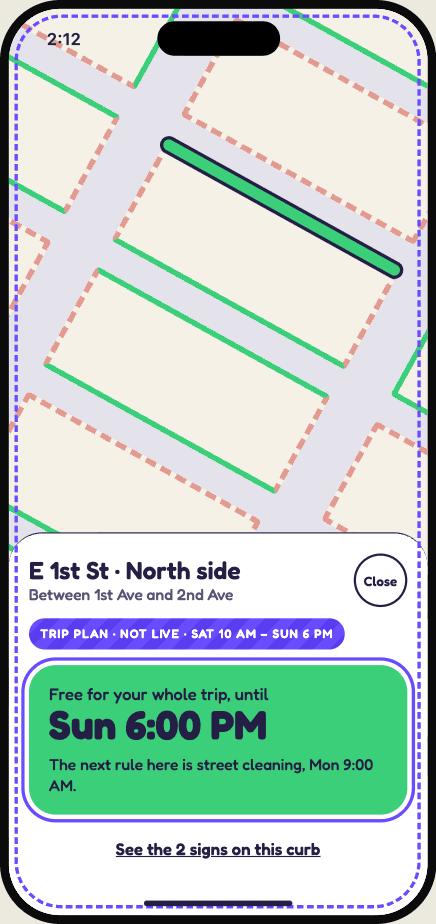 2:12
E 1st St · North side
Between 1st Ave and 2nd Ave
Close
TRIP PLAN · NOT LIVE · SAT 10 AM – SUN 6 PM
Free for your whole trip, until
Sun 6:00 PM
The next rule here is street cleaning, Mon 9:00
AM.
See the 2 signs on this curb